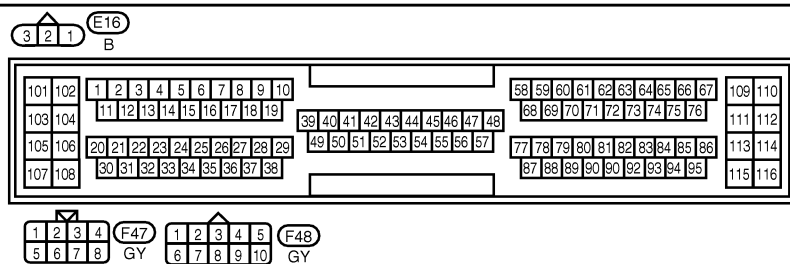 3 2 1 E16
B
101 102 1 2 3 4 5 6 7 8 9 10 58 59 60 61 62 63 64 65 66 67 109 110
11 12 13 14 15 16 17 18 19 68 69 70 71 72 73 74 75 76
103 104 39 40 41 42 43 44 45 46 47 48 111 112
105 106 20 21 22 23 24 25 26 27 28 29 49 50 51 52 53 54 55 56 57 77 78 79 80 81 82 83 84 85 86 113 114
107 108 30 31 32 33 34 35 36 37 38 87 88 89 90 90 92 93 94 95 115 116
1 2 3 4 F47 1 2 3 4 5 F48
5 6 7 8 GY 6 7 8 9 10 GY